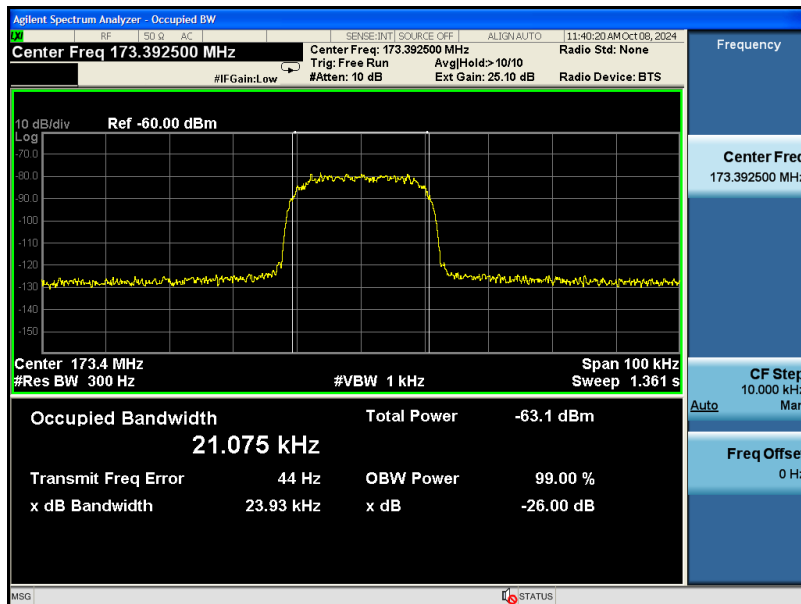 Agilent Spectrum Analyzer - Occupied BW
LXI RF 50 Ω AC SENSE:INT SOURCE OFF ALIGN AUTO 11:40:20 AM Oct 08, 2024
Center Freq 173.392500 MHz
Center Freq: 173.392500 MHz Radio Std: None
Trig: Free Run Avg|Hold:>10/10
#IFGain:Low #Atten: 10 dB Ext Gain: 25.10 dB Radio Device: BTS
10 dB/div Ref -60.00 dBm
Log
-70.0
-80.0
-90.0
-100
-110
-120
-130
-140
-150
Center 173.4 MHz Span 100 kHz
#Res BW 300 Hz #VBW 1 kHz Sweep 1.361 s
Occupied Bandwidth Total Power -63.1 dBm
21.075 kHz
Transmit Freq Error 44 Hz OBW Power 99.00 %
x dB Bandwidth 23.93 kHz x dB -26.00 dB
MSG STATUS
Frequency
Center Freq
173.392500 MHz
CF Step
10.000 kHz
Auto Man
Freq Offset
0 Hz